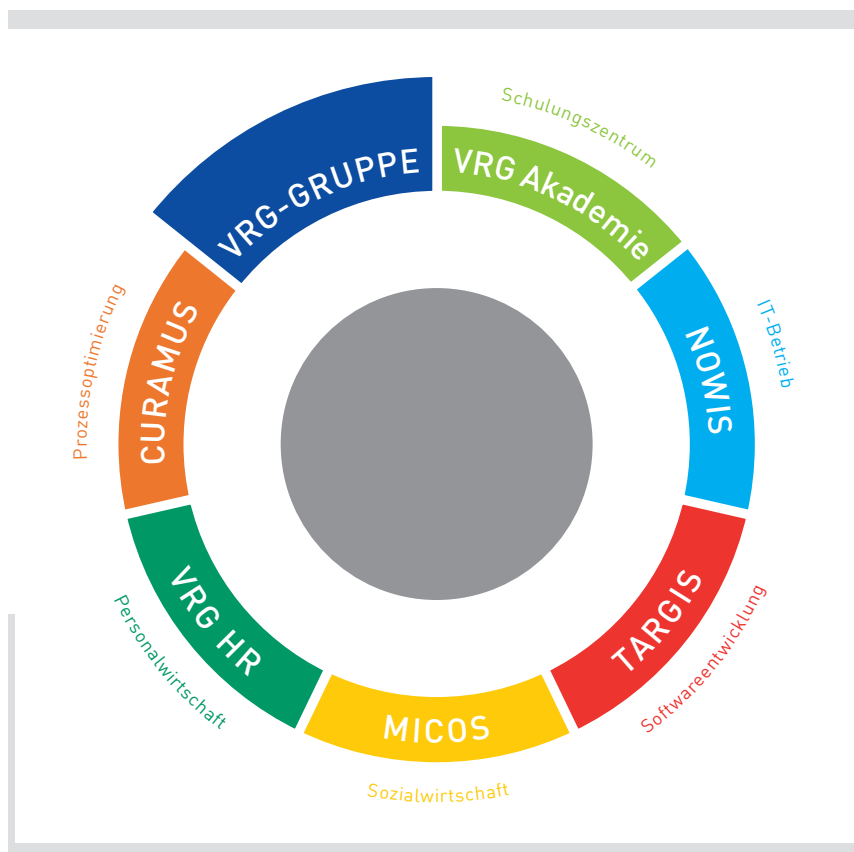 VRG-GRUPPE
Schulungszentrum
VRG Akademie
IT-Betrieb
NOWIS
TARGIS
Softwareentwicklung
MICOS
Sozialwirtschaft
VRG HR
Personalwirtschaft
CURAMUS
Prozessoptimierung